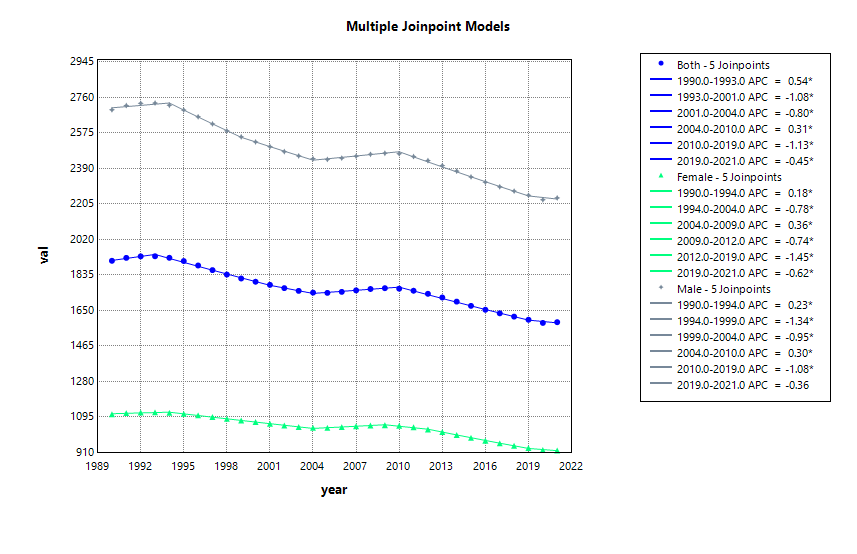 Multiple Joinpoint Models
2945
2760
2575
2390
2205
2020
1835
1650
1465
1280
1095
910
val
1989 1992 1995 1998 2001 2004 2007 2010 2013 2016 2019 2022
year
Both - 5 Joinpoints
1990.0-1993.0 APC = 0.54*
1993.0-2001.0 APC = -1.08*
2001.0-2004.0 APC = -0.80*
2004.0-2010.0 APC = 0.31*
2010.0-2019.0 APC = -1.13*
2019.0-2021.0 APC = -0.45*
Female - 5 Joinpoints
1990.0-1994.0 APC = 0.18*
1994.0-2004.0 APC = -0.78*
2004.0-2009.0 APC = 0.36*
2009.0-2012.0 APC = -0.74*
2012.0-2019.0 APC = -1.45*
2019.0-2021.0 APC = -0.62*
Male - 5 Joinpoints
1990.0-1994.0 APC = 0.23*
1994.0-1999.0 APC = -1.34*
1999.0-2004.0 APC = -0.95*
2004.0-2010.0 APC = 0.30*
2010.0-2019.0 APC = -1.08*
2019.0-2021.0 APC = -0.36